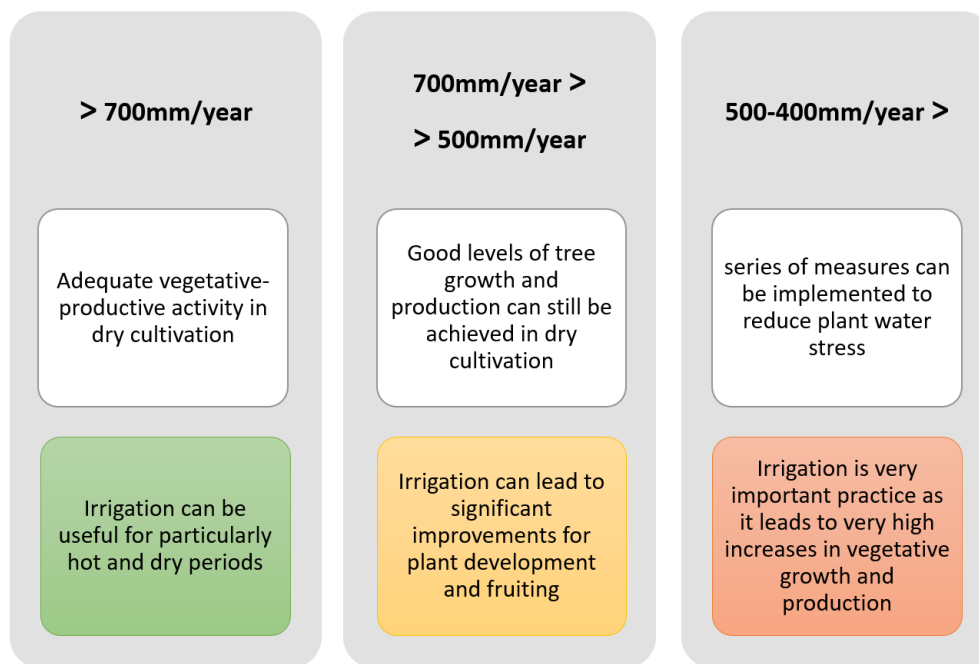 > 700mm/year
Adequate vegetative-
productive activity in
dry cultivation
Irrigation can be
useful for particularly
hot and dry periods
700mm/year >
> 500mm/year
Good levels of tree
growth and
production can still be
achieved in dry
cultivation
Irrigation can lead to
significant
improvements for
plant development
and fruiting
500-400mm/year >
series of measures can
be implemented to
reduce plant water
stress
Irrigation is very
important practice as
it leads to very high
increases in vegetative
growth and
production